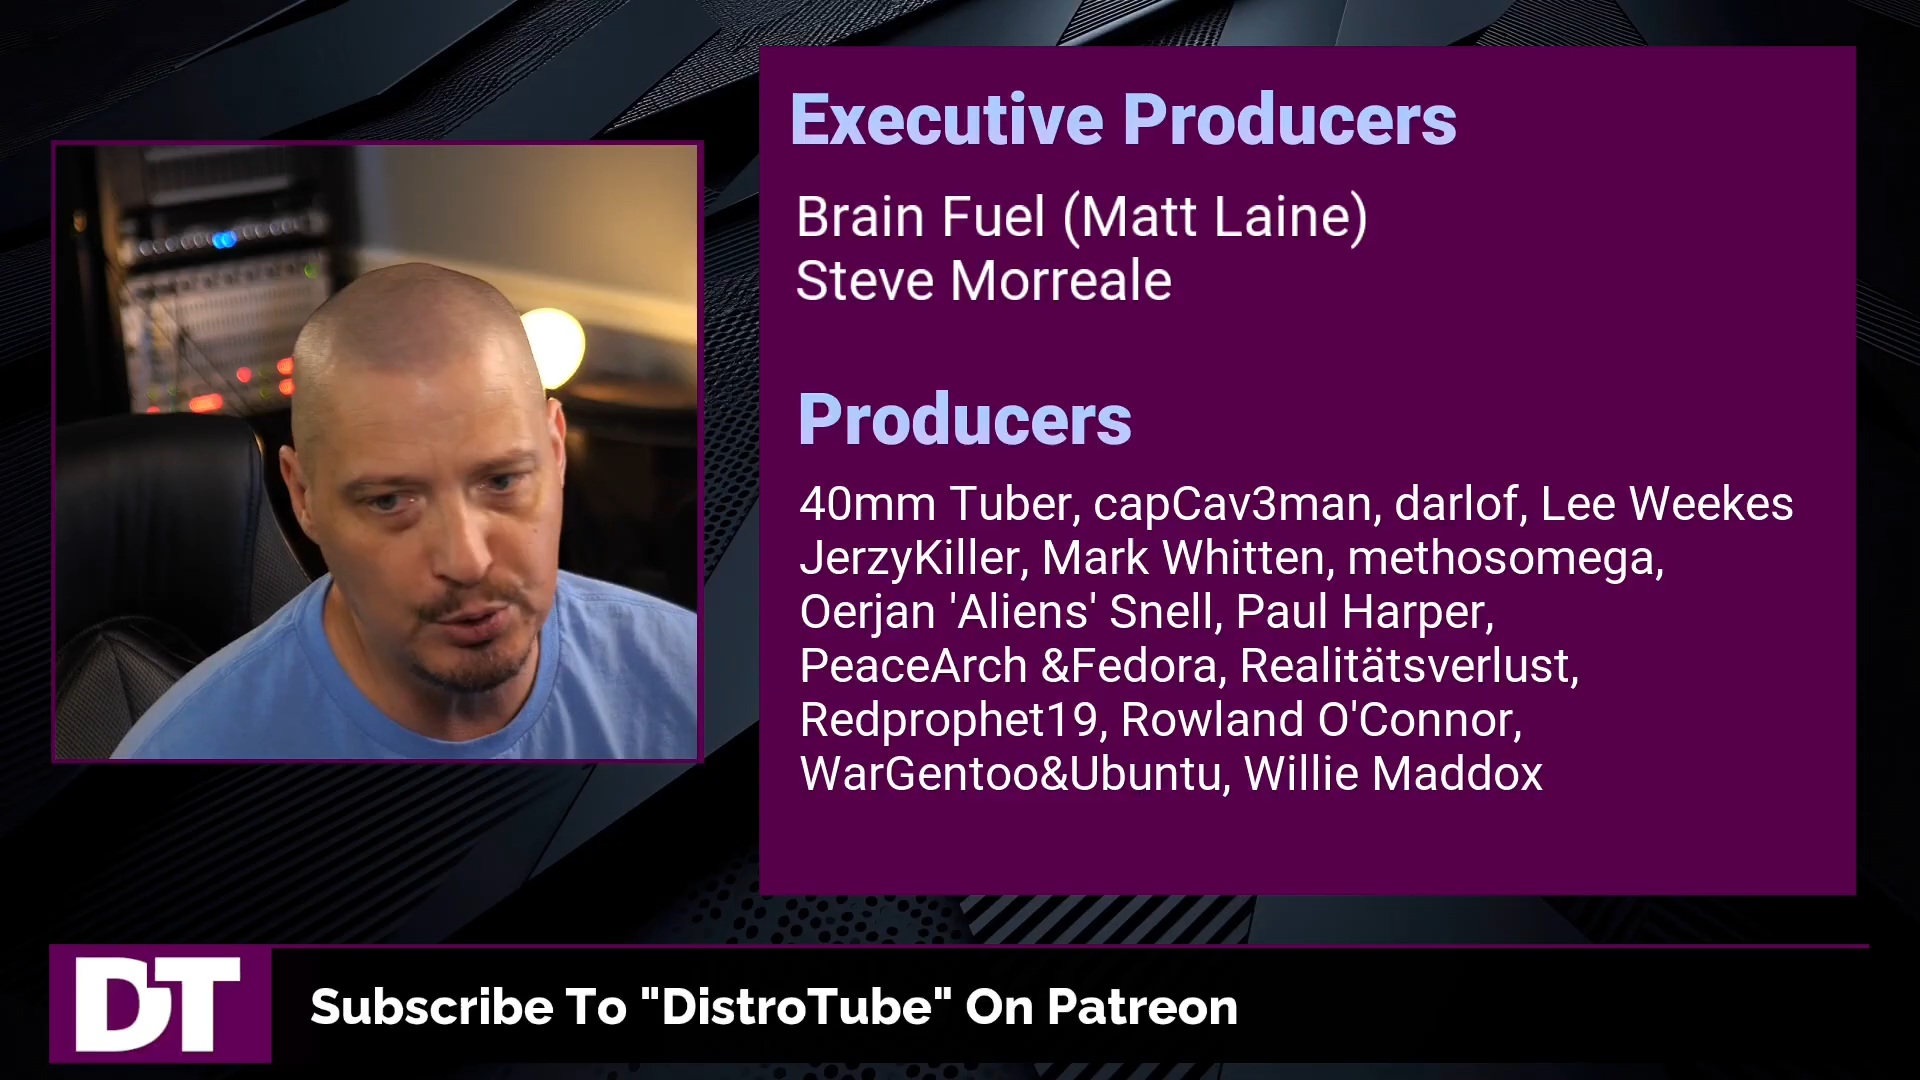 Executive Producers
Brain Fuel (Matt Laine)
Steve Morreale
Producers
40mm Tuber, capCav3man, darlof, Lee Weekes
JerzyKiller, Mark Whitten, methosomega,
Oerjan 'Aliens' Snell, Paul Harper,
PeaceArch &Fedora, Realitätsverlust,
Redprophet19, Rowland O'Connor,
WarGentoo&Ubuntu, Willie Maddox
DT
Subscribe To "DistroTube" On Patreon